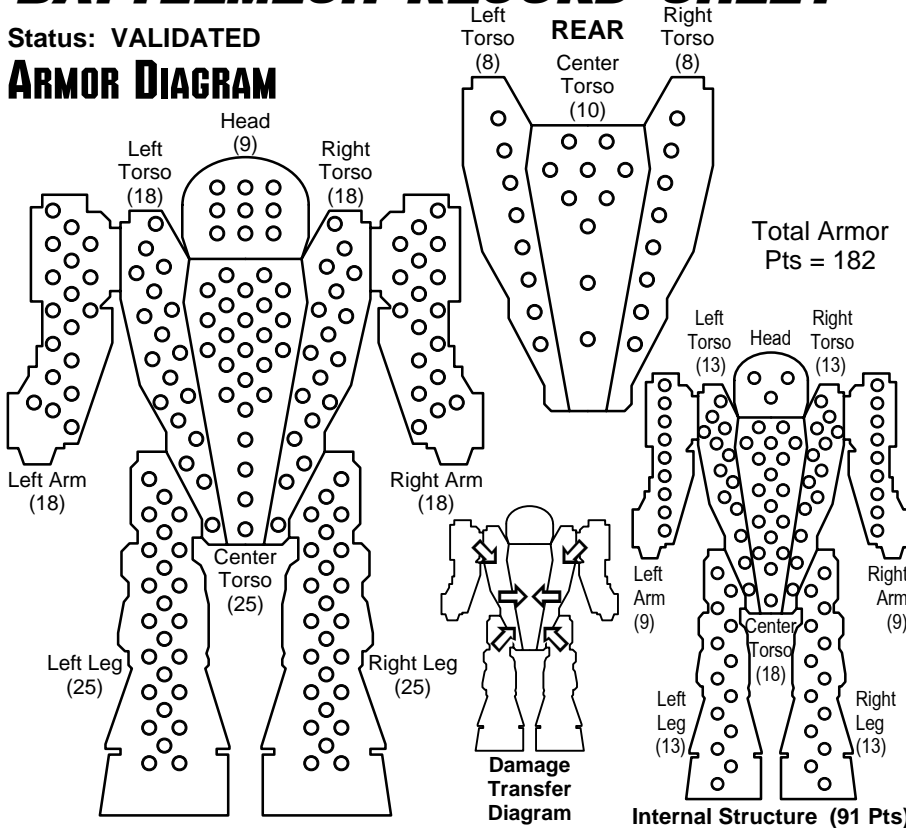 BATTLEMECH RECORD SHEET
Status: VALIDATED
ARMOR DIAGRAM
Left
Torso
(8)
REAR
Right
Torso
(8)
Center
Torso
(10)
Head
(9)
Left
Torso
(18)
Right
Torso
(18)
Total Armor
Pts = 182
Left Arm
(18)
Right Arm
(18)
Center
Torso
(25)
Left Leg
(25)
Right Leg
(25)
Damage
Transfer
Diagram
Left
Torso
(13)
Head
Right
Torso
(13)
Left
Arm
(9)
Right
Arm
(9)
Center
Torso
(18)
Left
Leg
(13)
Right
Leg
(13)
Internal Structure (91 Pts)